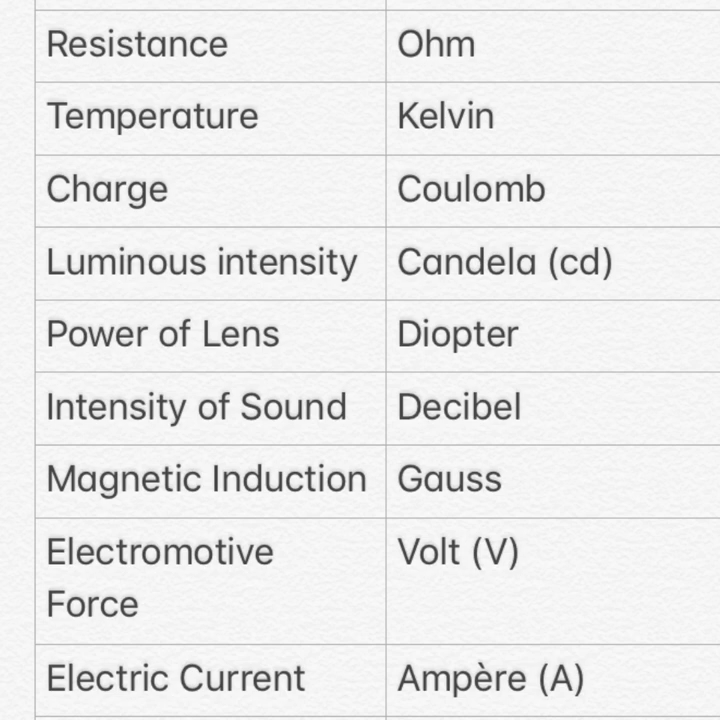 Resistance Ohm
Temperature Kelvin
Charge Coulomb
Luminous intensity Candela (cd)
Power of Lens Diopter
Intensity of Sound Decibel
Magnetic Induction Gauss
Electromotive Volt (V)
Force
Electric Current Ampère (A)